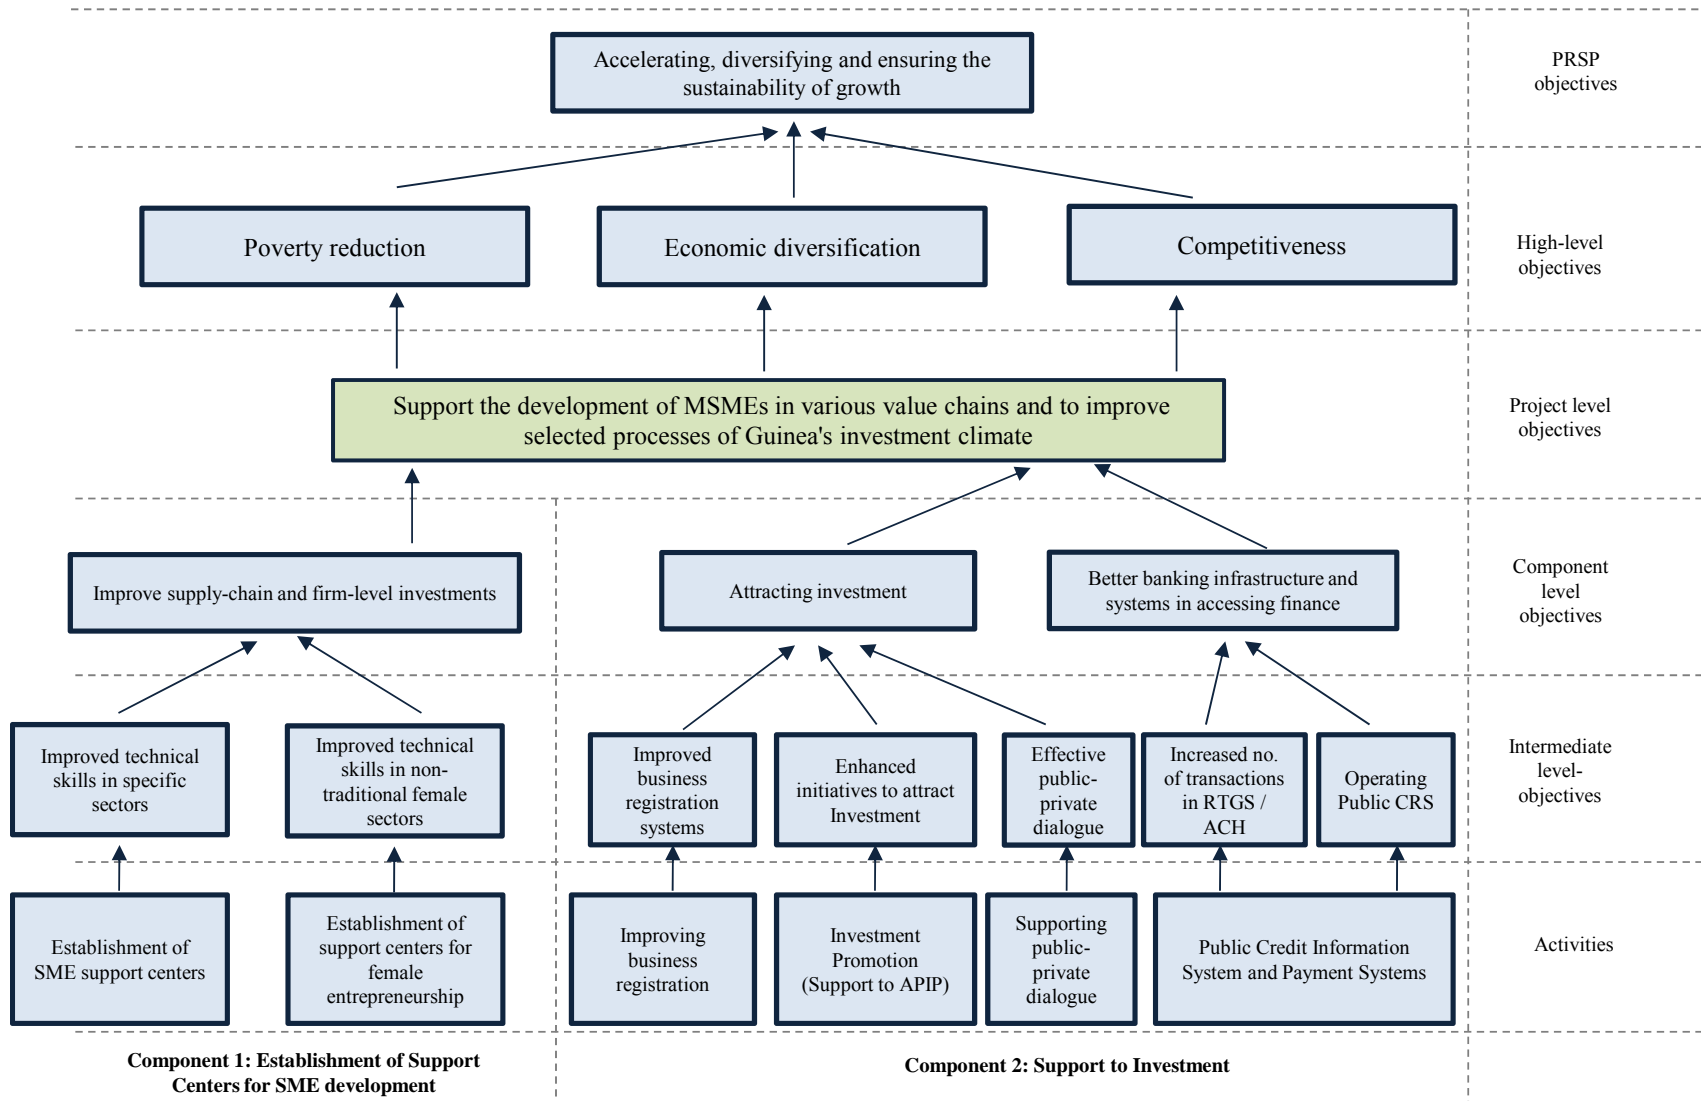 Accelerating, diversifying and ensuring the
sustainability of growth
PRSP
objectives
Poverty reduction
Economic diversification
Competitiveness
High-level
objectives
Support the development of MSMEs in various value chains and to improve
selected processes of Guinea's investment climate
Project level
objectives
Improve supply-chain and firm-level investments
Attracting investment
Better banking infrastructure and
systems in accessing finance
Component
level
objectives
Improved technical
skills in specific
sectors
Improved technical
skills in non-
traditional female
sectors
Improved
business
registration
systems
Enhanced
initiatives to attract
Investment
Effective
public-
private
dialogue
Increased no.
of transactions
in RTGS /
ACH
Operating
Public CRS
Intermediate
level-
objectives
Establishment of
SME support centers
Establishment of
support centers for
female
entrepreneurship
Improving
business
registration
Investment
Promotion
(Support to APIP)
Supporting
public-
private
dialogue
Public Credit Information
System and Payment Systems
Activities
Component 1: Establishment of Support
Centers for SME development
Component 2: Support to Investment